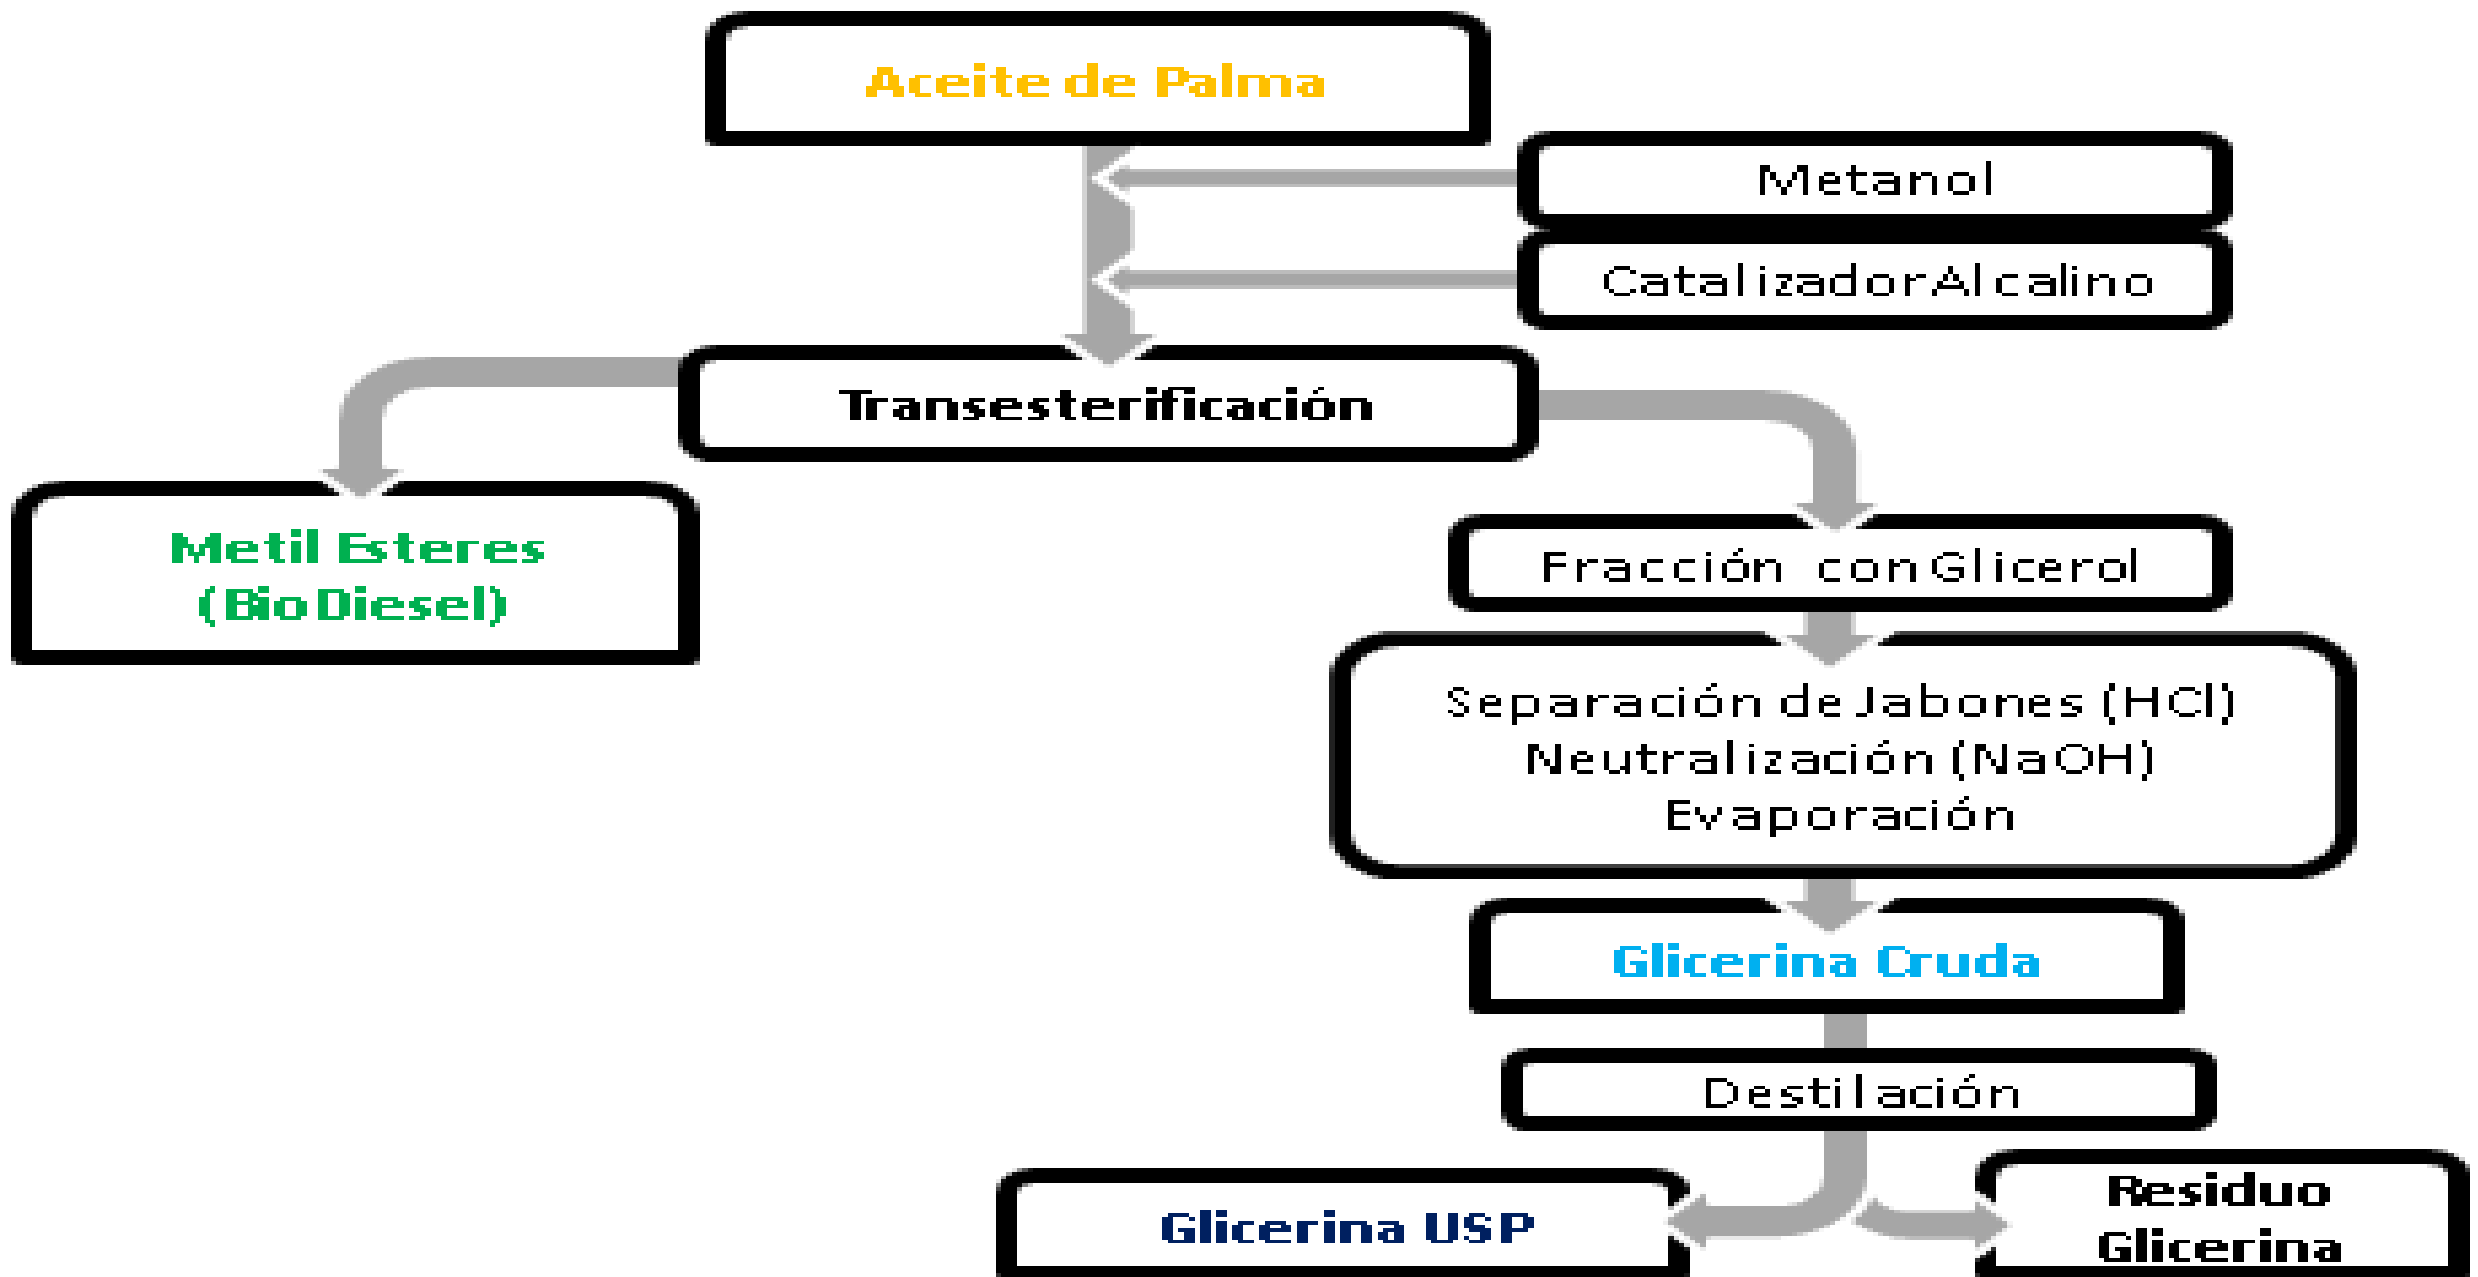 Aceite de Palma
Metanol
Catalizador Alcalino
Transesterificación
Metil Esteres
(Bio Diesel)
Fracción con Glicerol
Separación de Jabones (HCl)
Neutralización (NaOH)
Evaporación
Glicerina Cruda
Destilación
Glicerina USP
Residuo
Glicerina